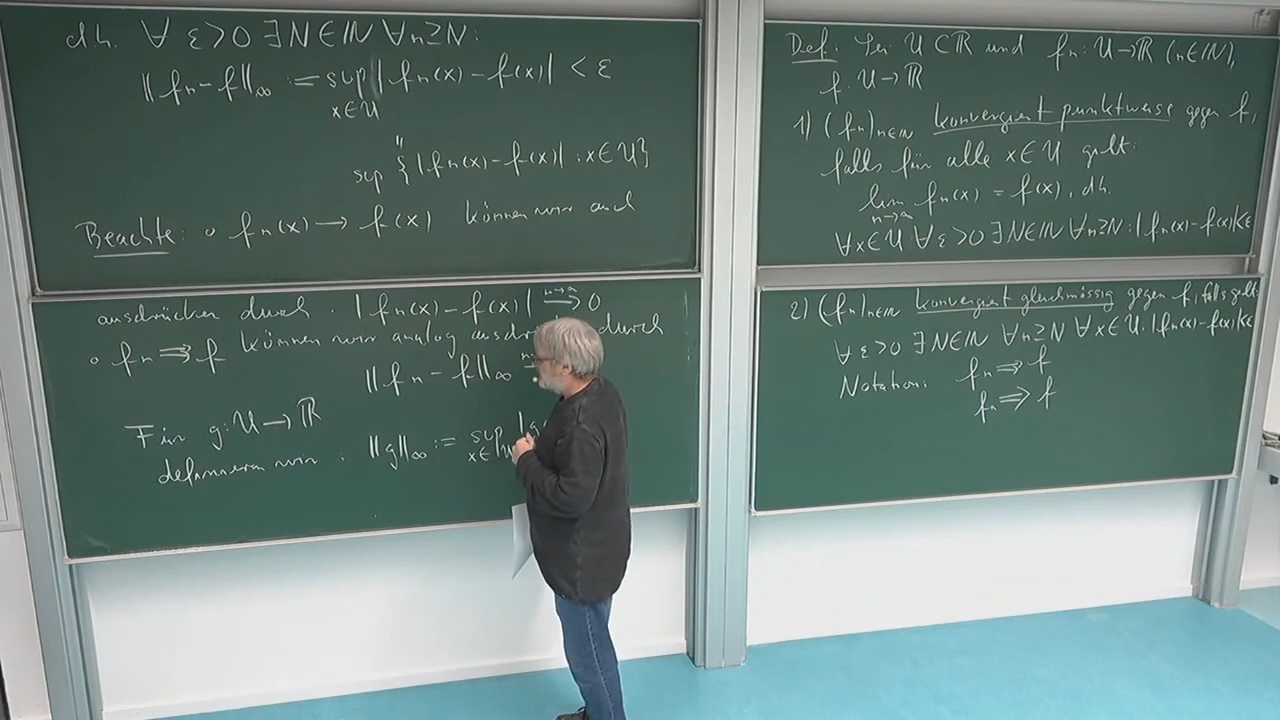 d.h. ∀ ε>0 ∃N∈ℕ ∀n≥N:
‖fn-f‖∞ := sup |fn(x)-f(x)| < ε
x∈U
"
sup {|fn(x)-f(x)| : x∈U}
Beachte: ∘ fn(x) → f(x) können wir auch
ausdrücken durch: |fn(x)-f(x)| n→∞ → 0
∘ fn ⇒ f können wir analog durch
‖fn - f‖∞
Für g: U → ℝ
definieren wir: ‖g‖∞ := sup |g
x∈U
Def: Sei U⊂ℝ und fn: U→ℝ (n∈ℕ),
f: U→ℝ
1) (fn)n∈ℕ konvergiert punktweise gegen f,
falls für alle x∈U gilt:
lim fn(x) = f(x), d.h.
n→∞
∀x∈U ∀ε>0 ∃N∈ℕ ∀n≥N: |fn(x)-f(x)|<ε
2) (fn)n∈ℕ konvergiert gleichmässig gegen f, falls gilt:
∀ε>0 ∃N∈ℕ ∀n≥N ∀x∈U: |fn(x)-f(x)|<ε
Notation: fn ⇒ f
fn ⇒ f